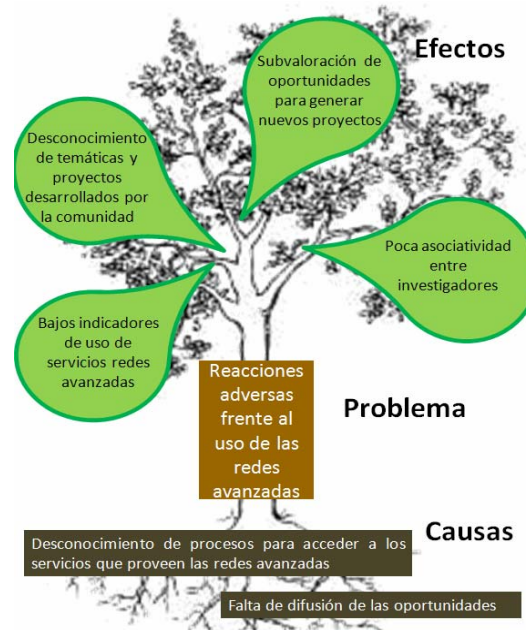 Efectos
Subvaloración de
oportunidades
para generar
nuevos proyectos
Desconocimiento
de temáticas y
proyectos
desarrollados por
la comunidad
Poca asociatividad
entre
investigadores
Bajos indicadores
de uso de
servicios redes
avanzadas
Reacciones
adversas
frente al
uso de las
redes
avanzadas
Problema
Causas
Desconocimiento de procesos para acceder a los
servicios que proveen las redes avanzadas
Falta de difusión de las oportunidades